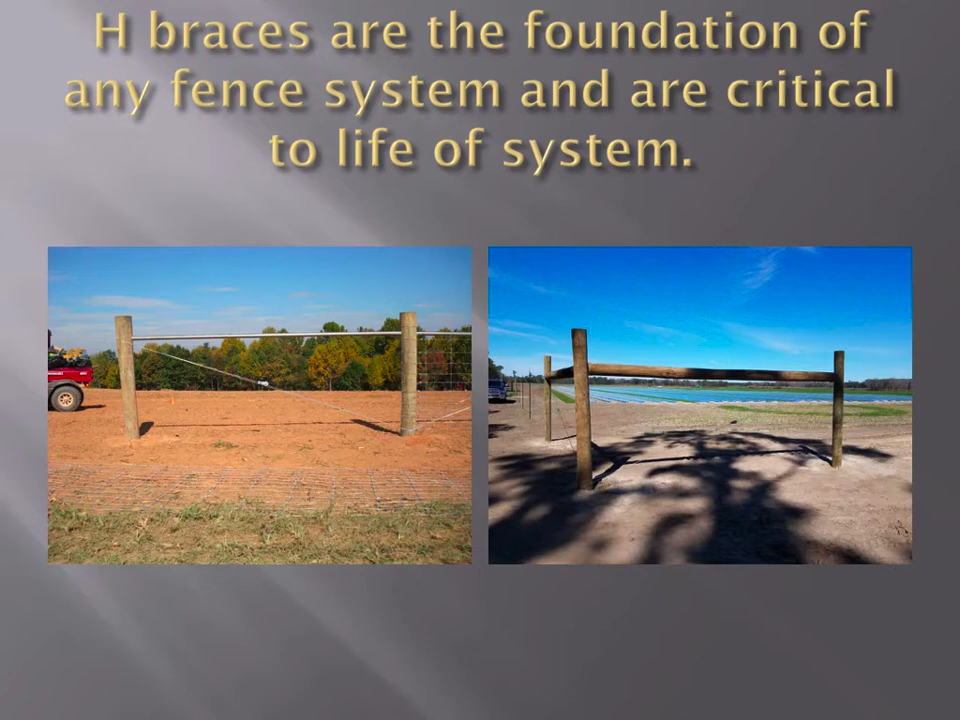 H braces are the foundation of
any fence system and are critical
to life of system.